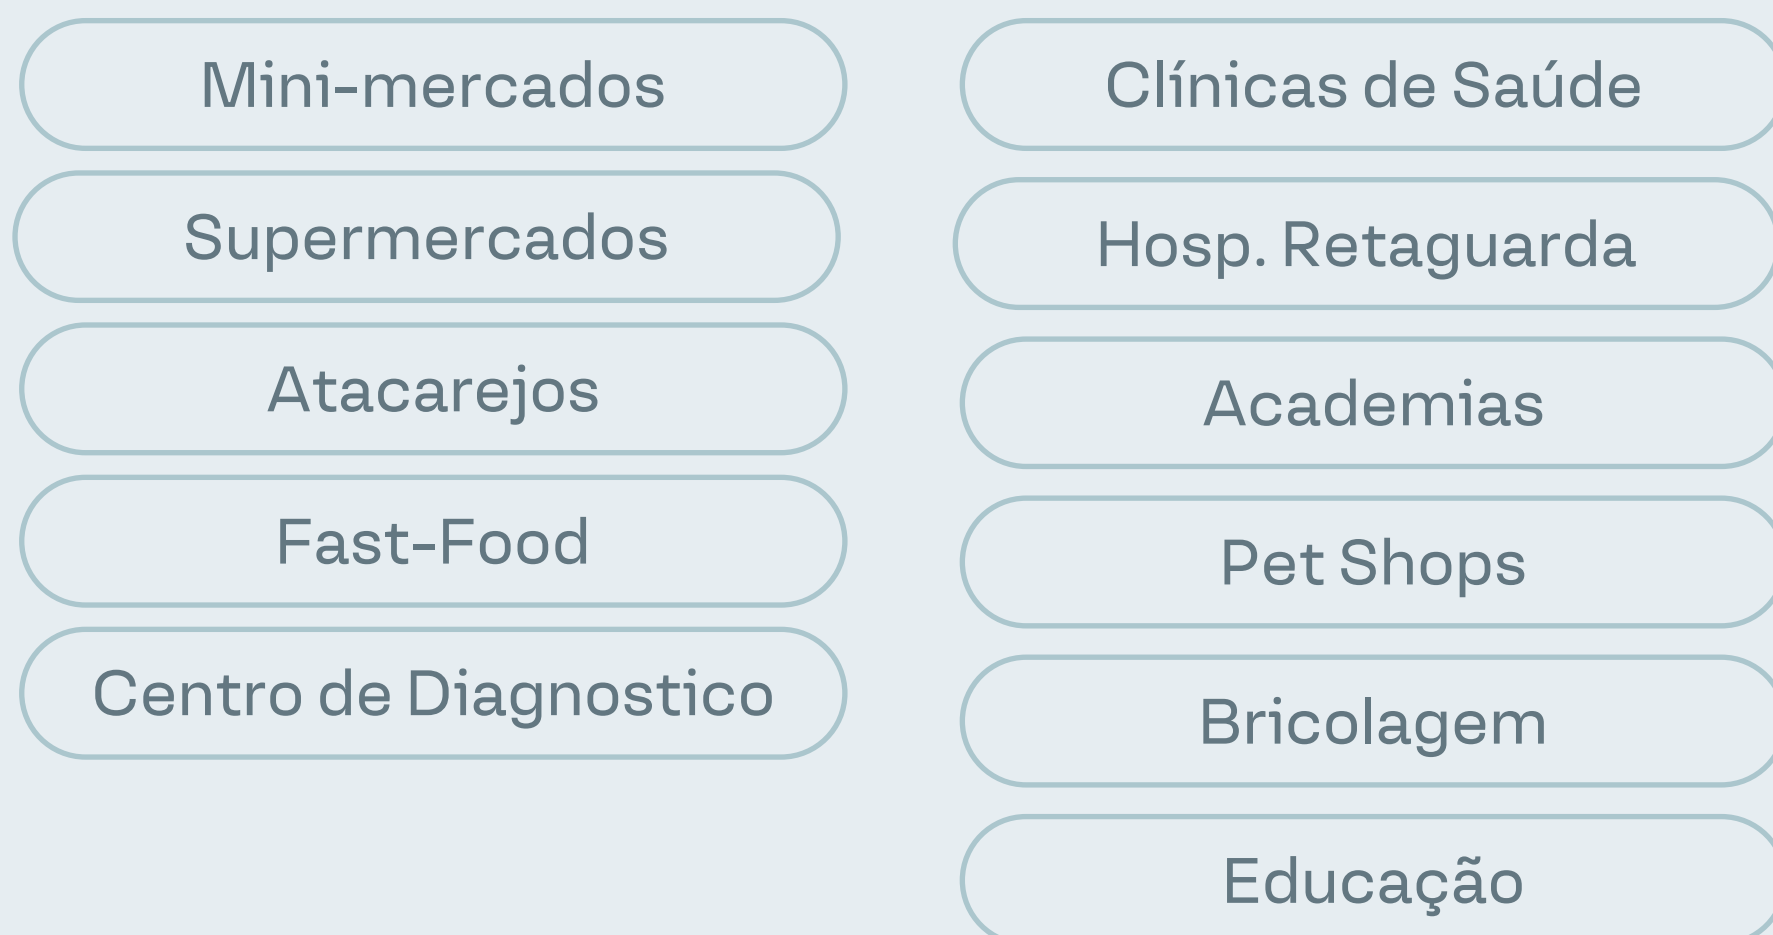 Mini-mercados
Supermercados
Atacarejos
Fast-Food
Centro de Diagnostico
Clínicas de Saúde
Hosp. Retaguarda
Academias
Pet Shops
Bricolagem
Educação